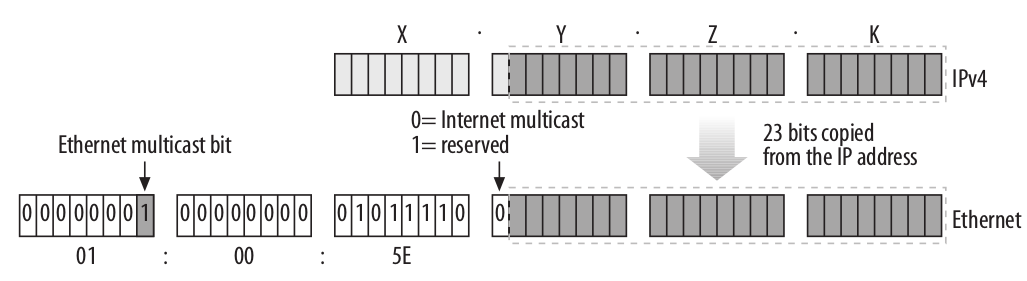 X . Y . Z . K
IPv4
0= Internet multicast
1= reserved
23 bits copied
from the IP address
Ethernet multicast bit
0 0 0 0 0 0 0 1 0 0 0 0 0 0 0 0 0 1 0 1 1 1 1 0 0
Ethernet
01 : 00 : 5E